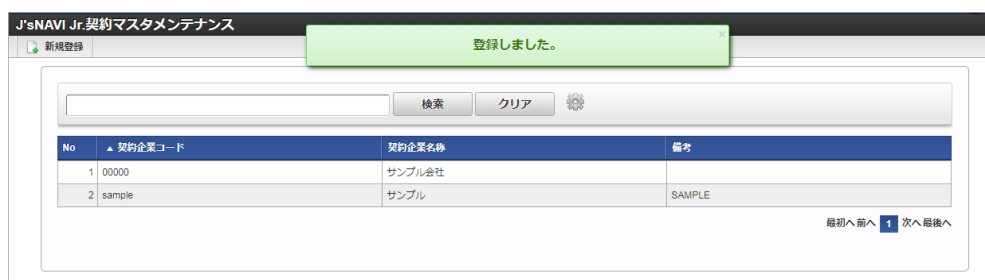 J'sNAVI Jr.契約マスタメンテナンス
登録しました。 ×
新規登録
検索 クリア
No ▲ 契約企業コード 契約企業名称 備考
1 00000 サンプル会社
2 sample サンプル SAMPLE
最初へ 前へ 1 次へ 最後へ